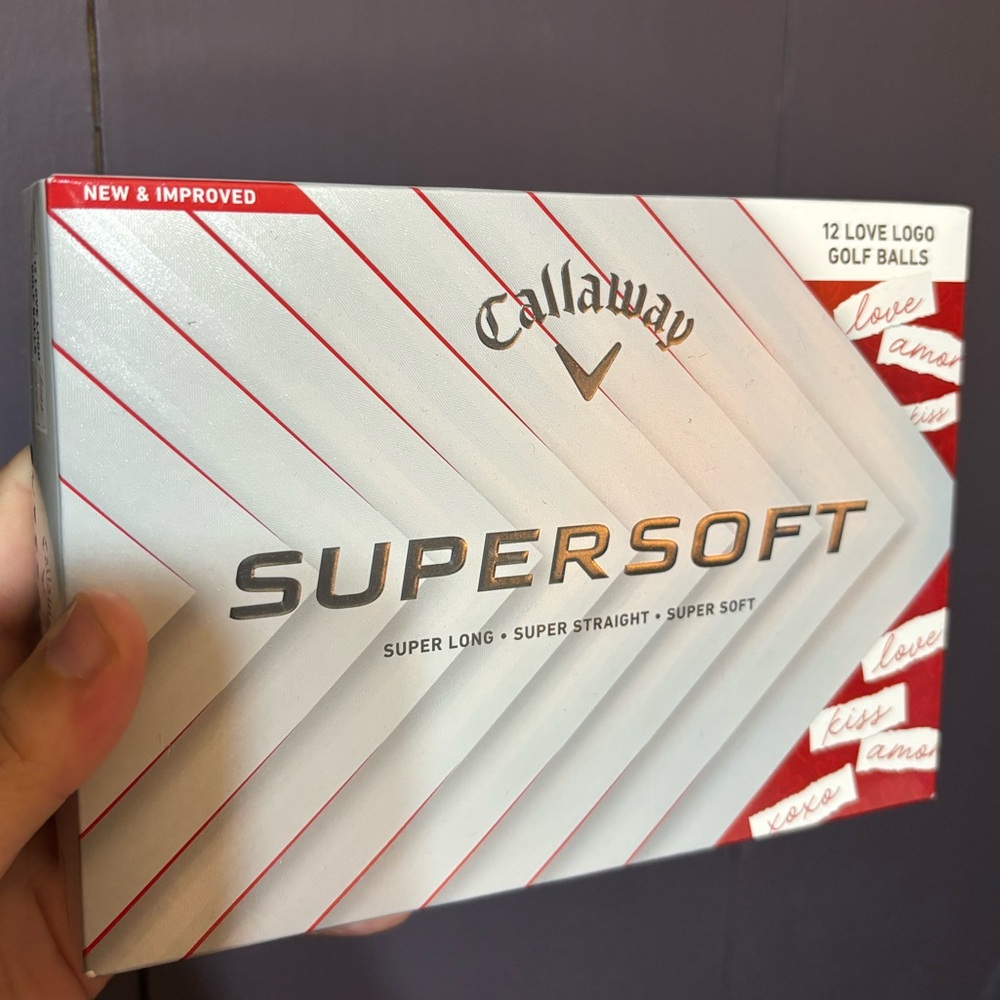 NEW & IMPROVED
12 LOVE LOGO
GOLF BALLS
Callaway
love
amor
kiss
SUPERSOFT
SUPER LONG • SUPER STRAIGHT • SUPER SOFT
love
kiss
amor
xoxo